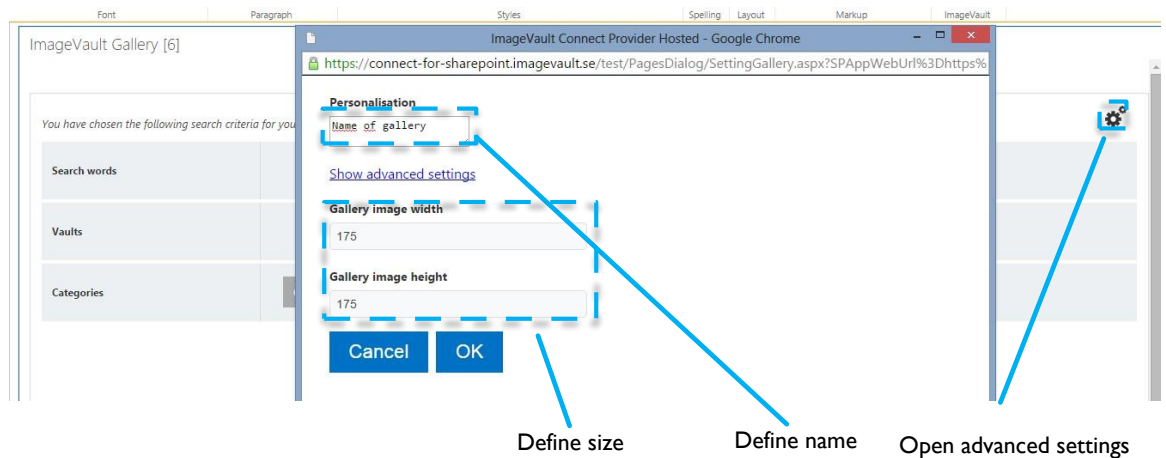 Font Paragraph Styles Spelling Layout Markup ImageVault
ImageVault Gallery [6]
ImageVault Connect Provider Hosted - Google Chrome
https://connect-for-sharepoint.imagevault.se/test/PagesDialog/SettingGallery.aspx?SPAppWebUrl%3Dhttps%
Personalisation
Name of gallery
You have chosen the following search criteria for you
Search words
Show advanced settings
Gallery image width
Vaults
175
Gallery image height
Categories
175
Cancel OK
Define size
Define name
Open advanced settings